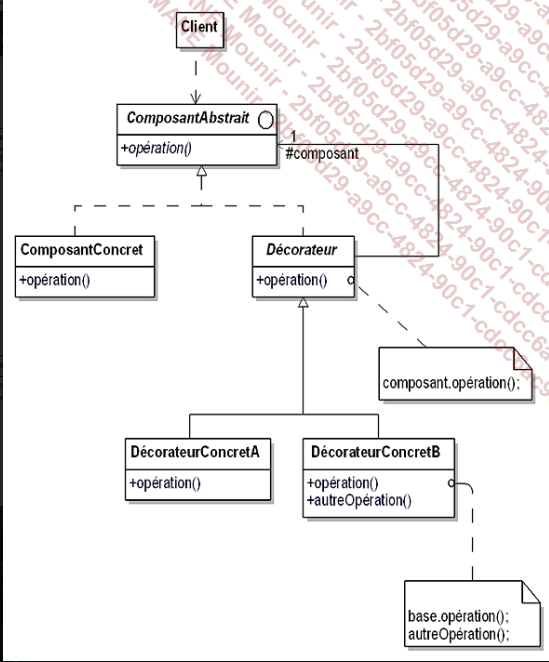 Client
ComposantAbstrait
+opération()
1
#composant
ComposantConcret
+opération()
Décorateur
+opération()
composant.opération();
DécorateurConcretA
+opération()
DécorateurConcretB
+opération()
+autreOpération()
base.opération();
autreOpération();
Mounir - 2bf05d29-a9cc-4824-90c1-cdcc6a